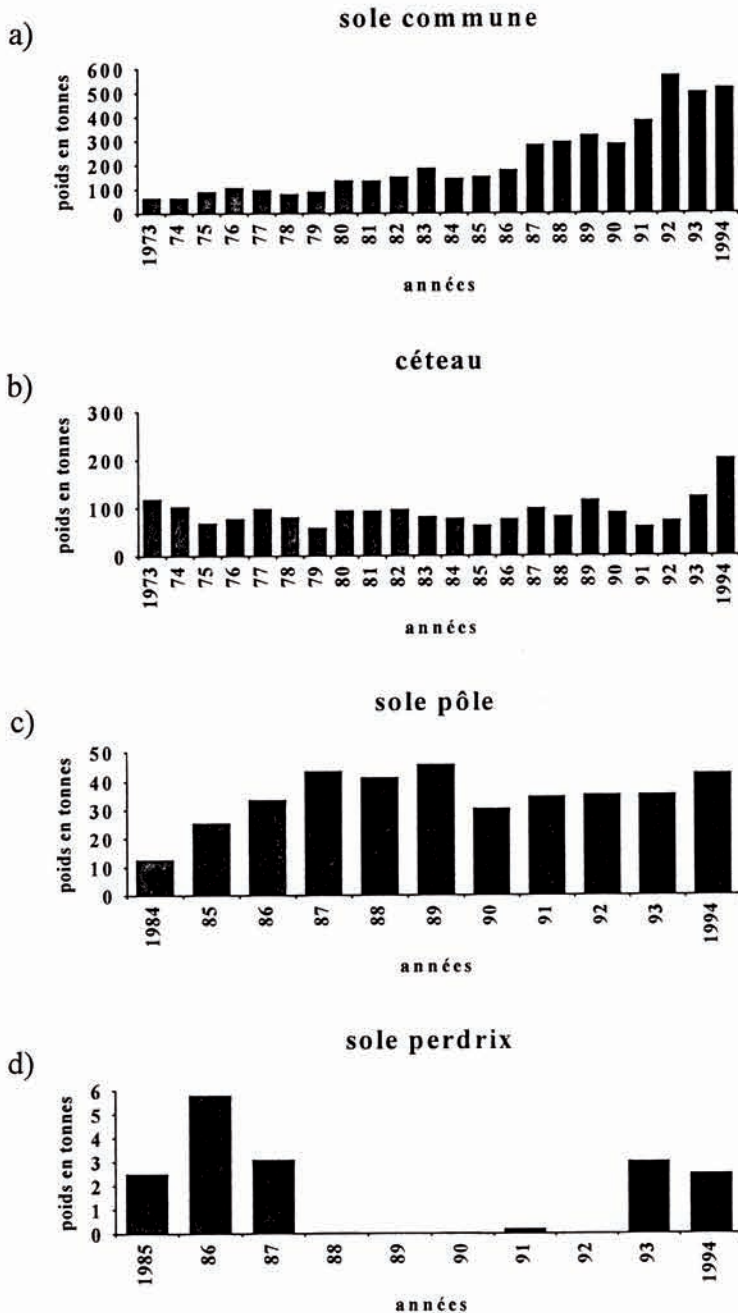 a)
sole commune
poids en tonnes
600
500
400
300
200
100
0
1973 74 75 76 77 78 79 80 81 82 83 84 85 86 87 88 89 90 91 92 93 1994
années
b)
céteau
poids en tonnes
300
200
100
0
1973 74 75 76 77 78 79 80 81 82 83 84 85 86 87 88 89 90 91 92 93 1994
années
c)
sole pôle
poids en tonnes
50
40
30
20
10
0
1984 85 86 87 88 89 90 91 92 93 1994
années
d)
sole perdrix
poids en tonnes
6
5
4
3
2
1
0
1985 86 87 88 89 90 91 92 93 1994
années